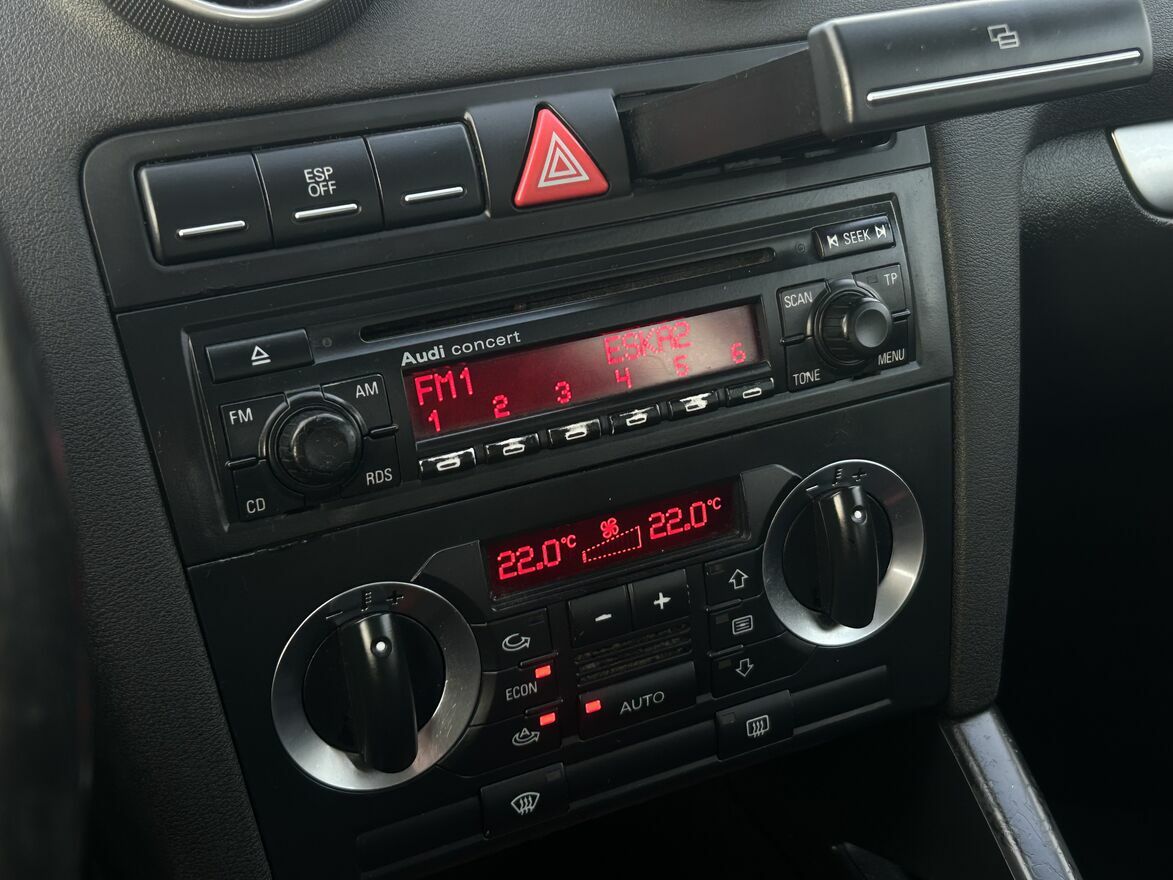 ESP
OFF
SEEK
SCAN
TP
Audi concert
FM1 ESKA2
1 2 3 4 5 6
FM
AM
CD
RDS
TONE
MENU
22.0°C 22.0°C
- +
- +
- +
ECON
AUTO
A